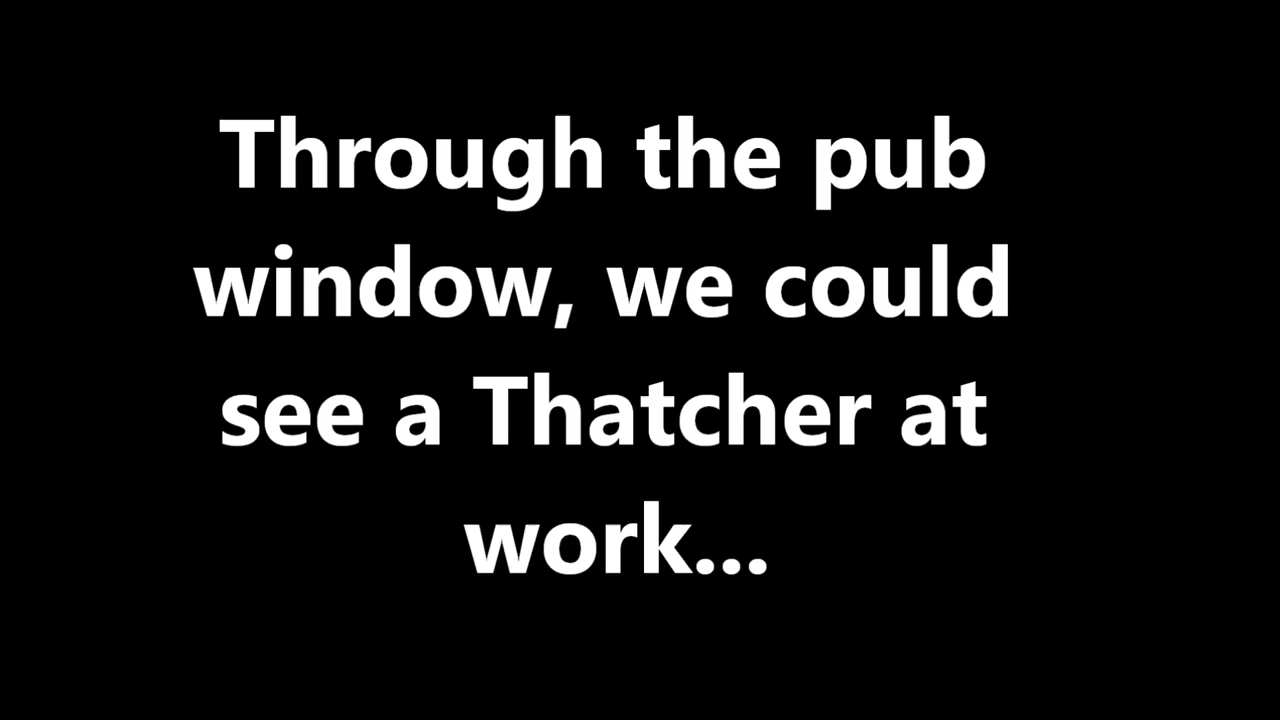 Through the pub
window, we could
see a Thatcher at
work...